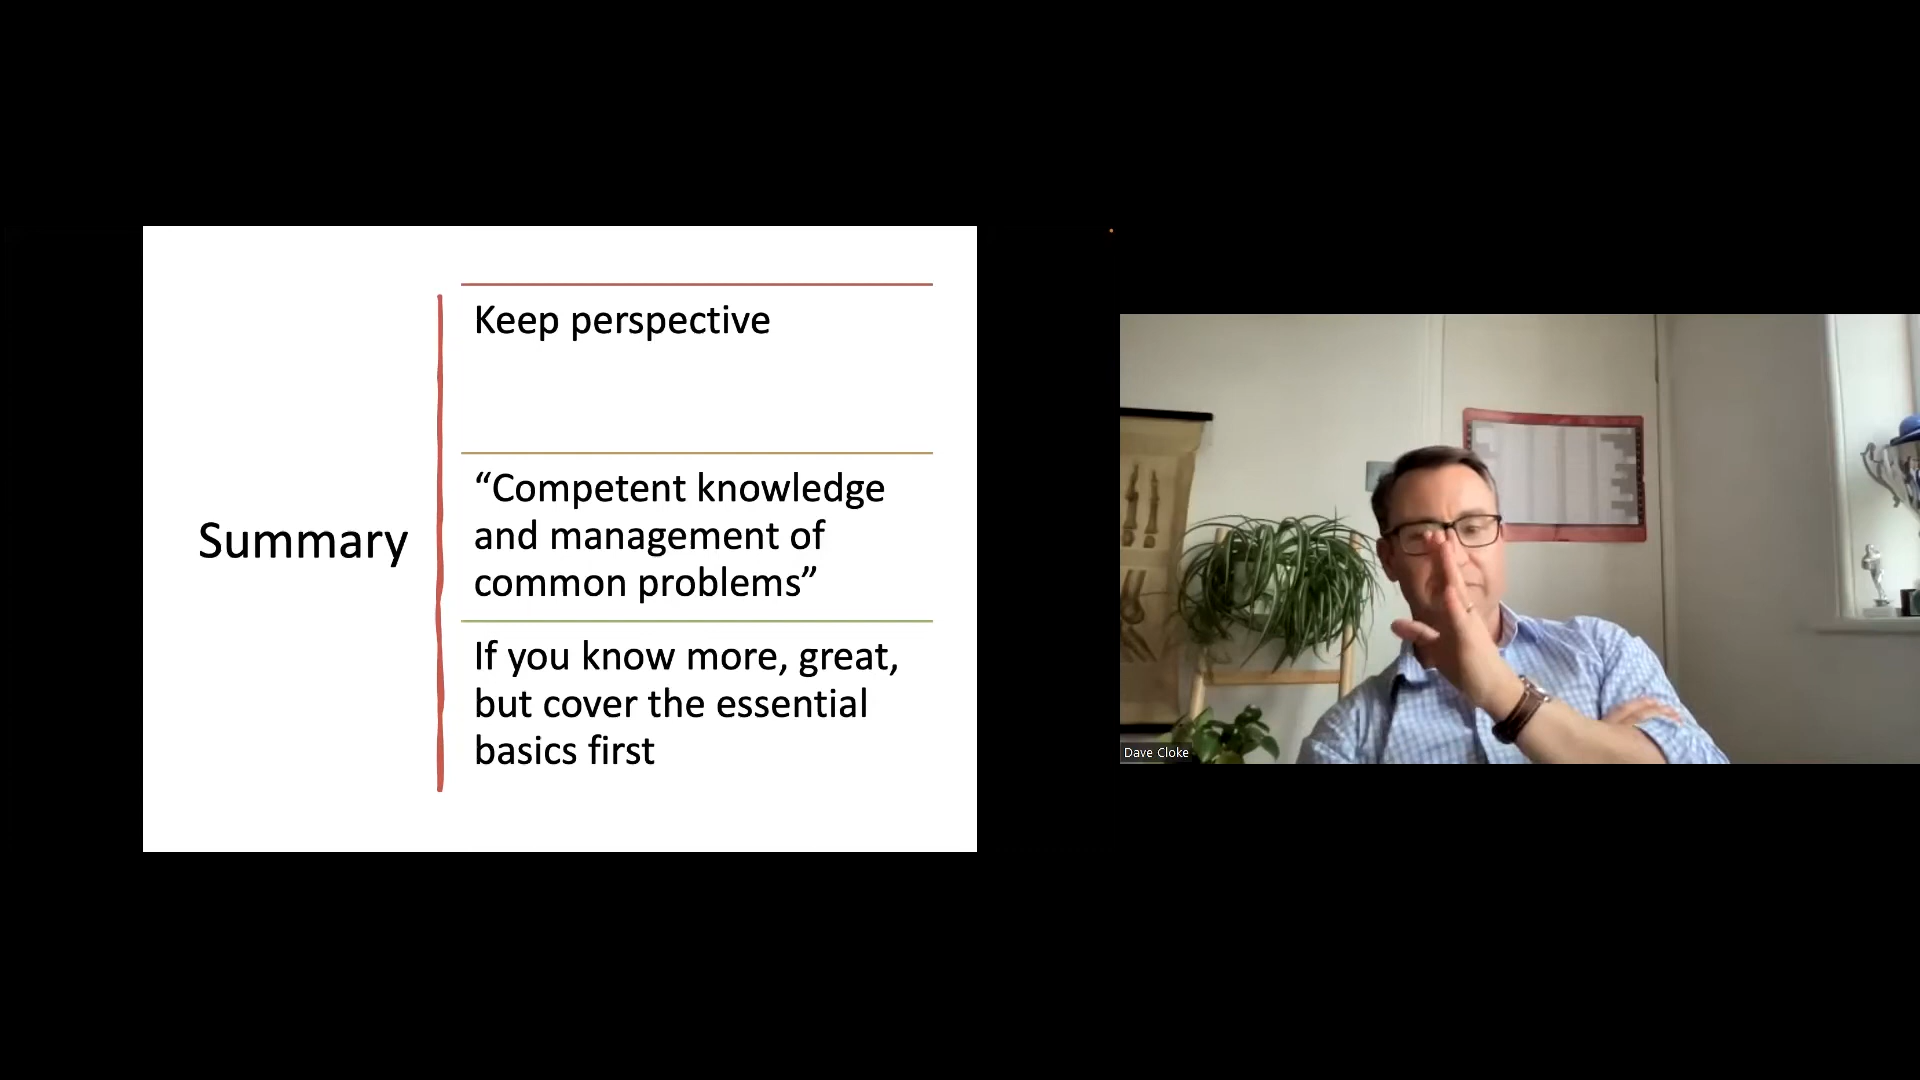 Summary
Keep perspective
“Competent knowledge
and management of
common problems”
If you know more, great,
but cover the essential
basics first
Dave Cloke